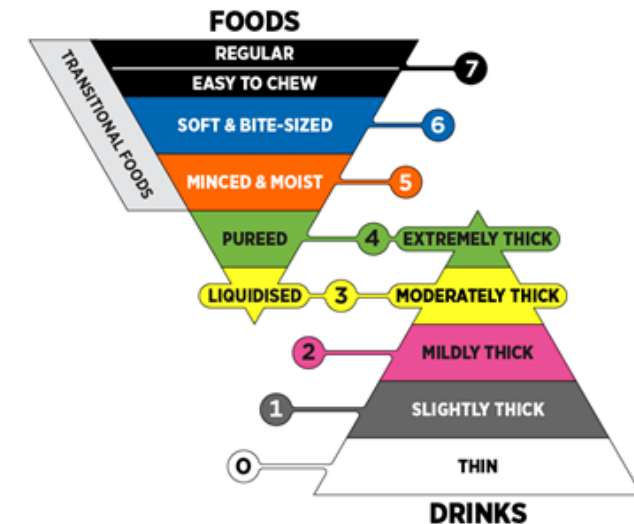 FOODS
REGULAR
7
EASY TO CHEW
TRANSITIONAL FOODS
SOFT & BITE-SIZED
6
MINCED & MOIST
5
PUREED
4
EXTREMELY THICK
LIQUIDISED
3
MODERATELY THICK
2
MILDLY THICK
1
SLIGHTLY THICK
0
THIN
DRINKS